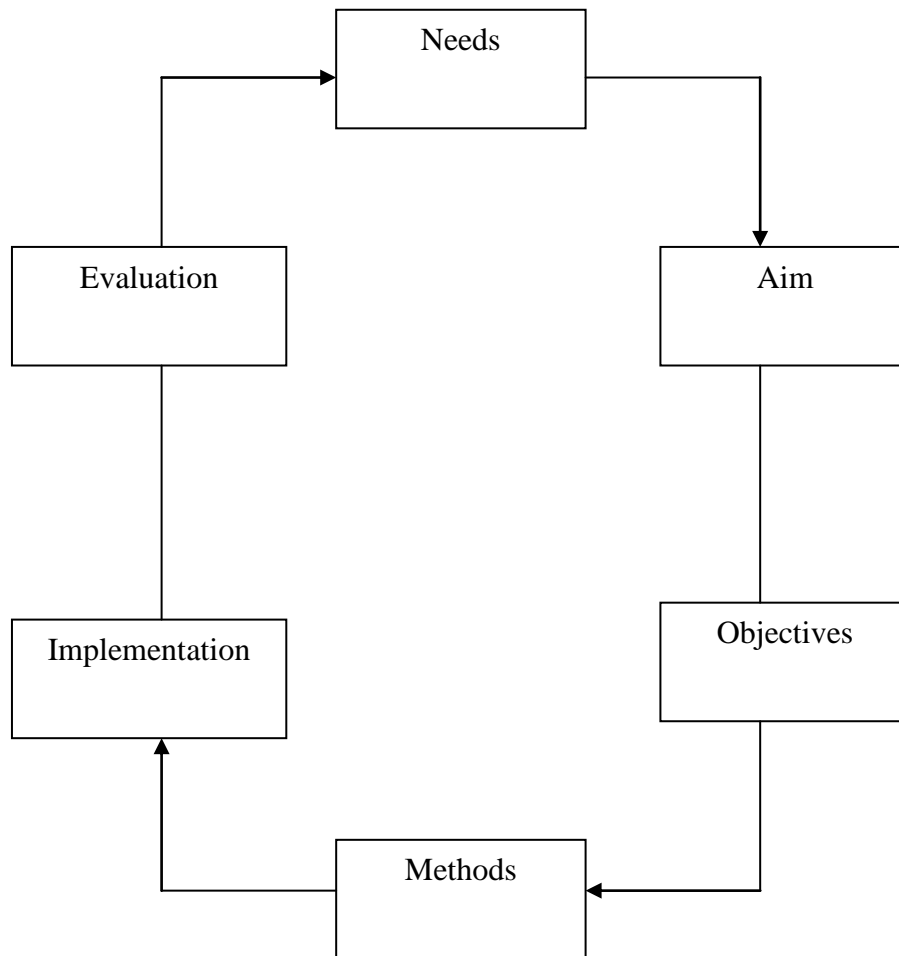 Needs
Evaluation
Aim
Implementation
Objectives
Methods